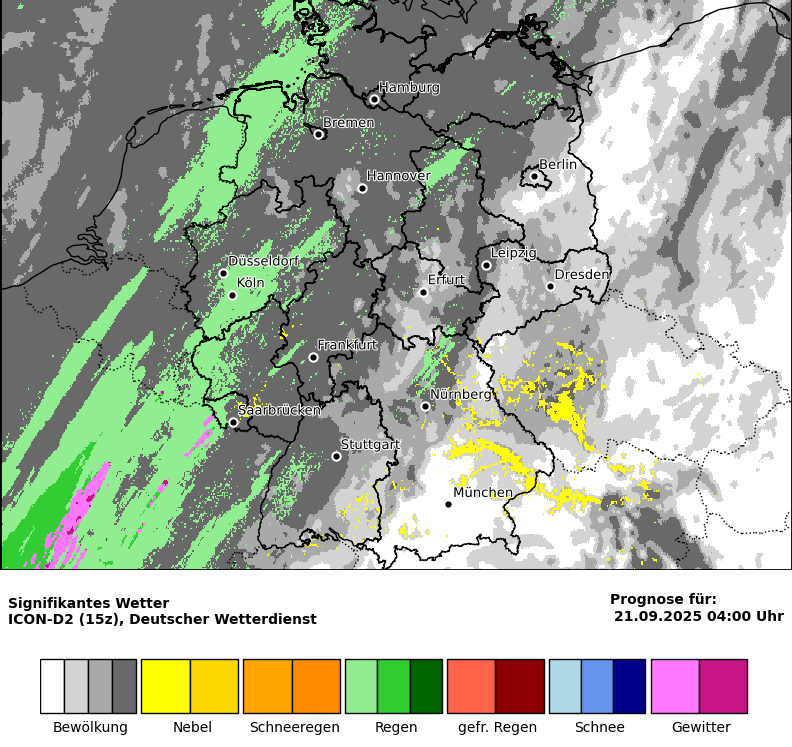 Hamburg
Bremen
Berlin
Hannover
Leipzig
Düsseldorf
Dresden
Köln
Erfurt
Frankfurt
Nürnberg
Saarbrücken
Stuttgart
München
Signifikantes Wetter
ICON-D2 (15z), Deutscher Wetterdienst
Prognose für:
21.09.2025 04:00 Uhr
Bewölkung Nebel Schneeregen Regen gefr. Regen Schnee Gewitter